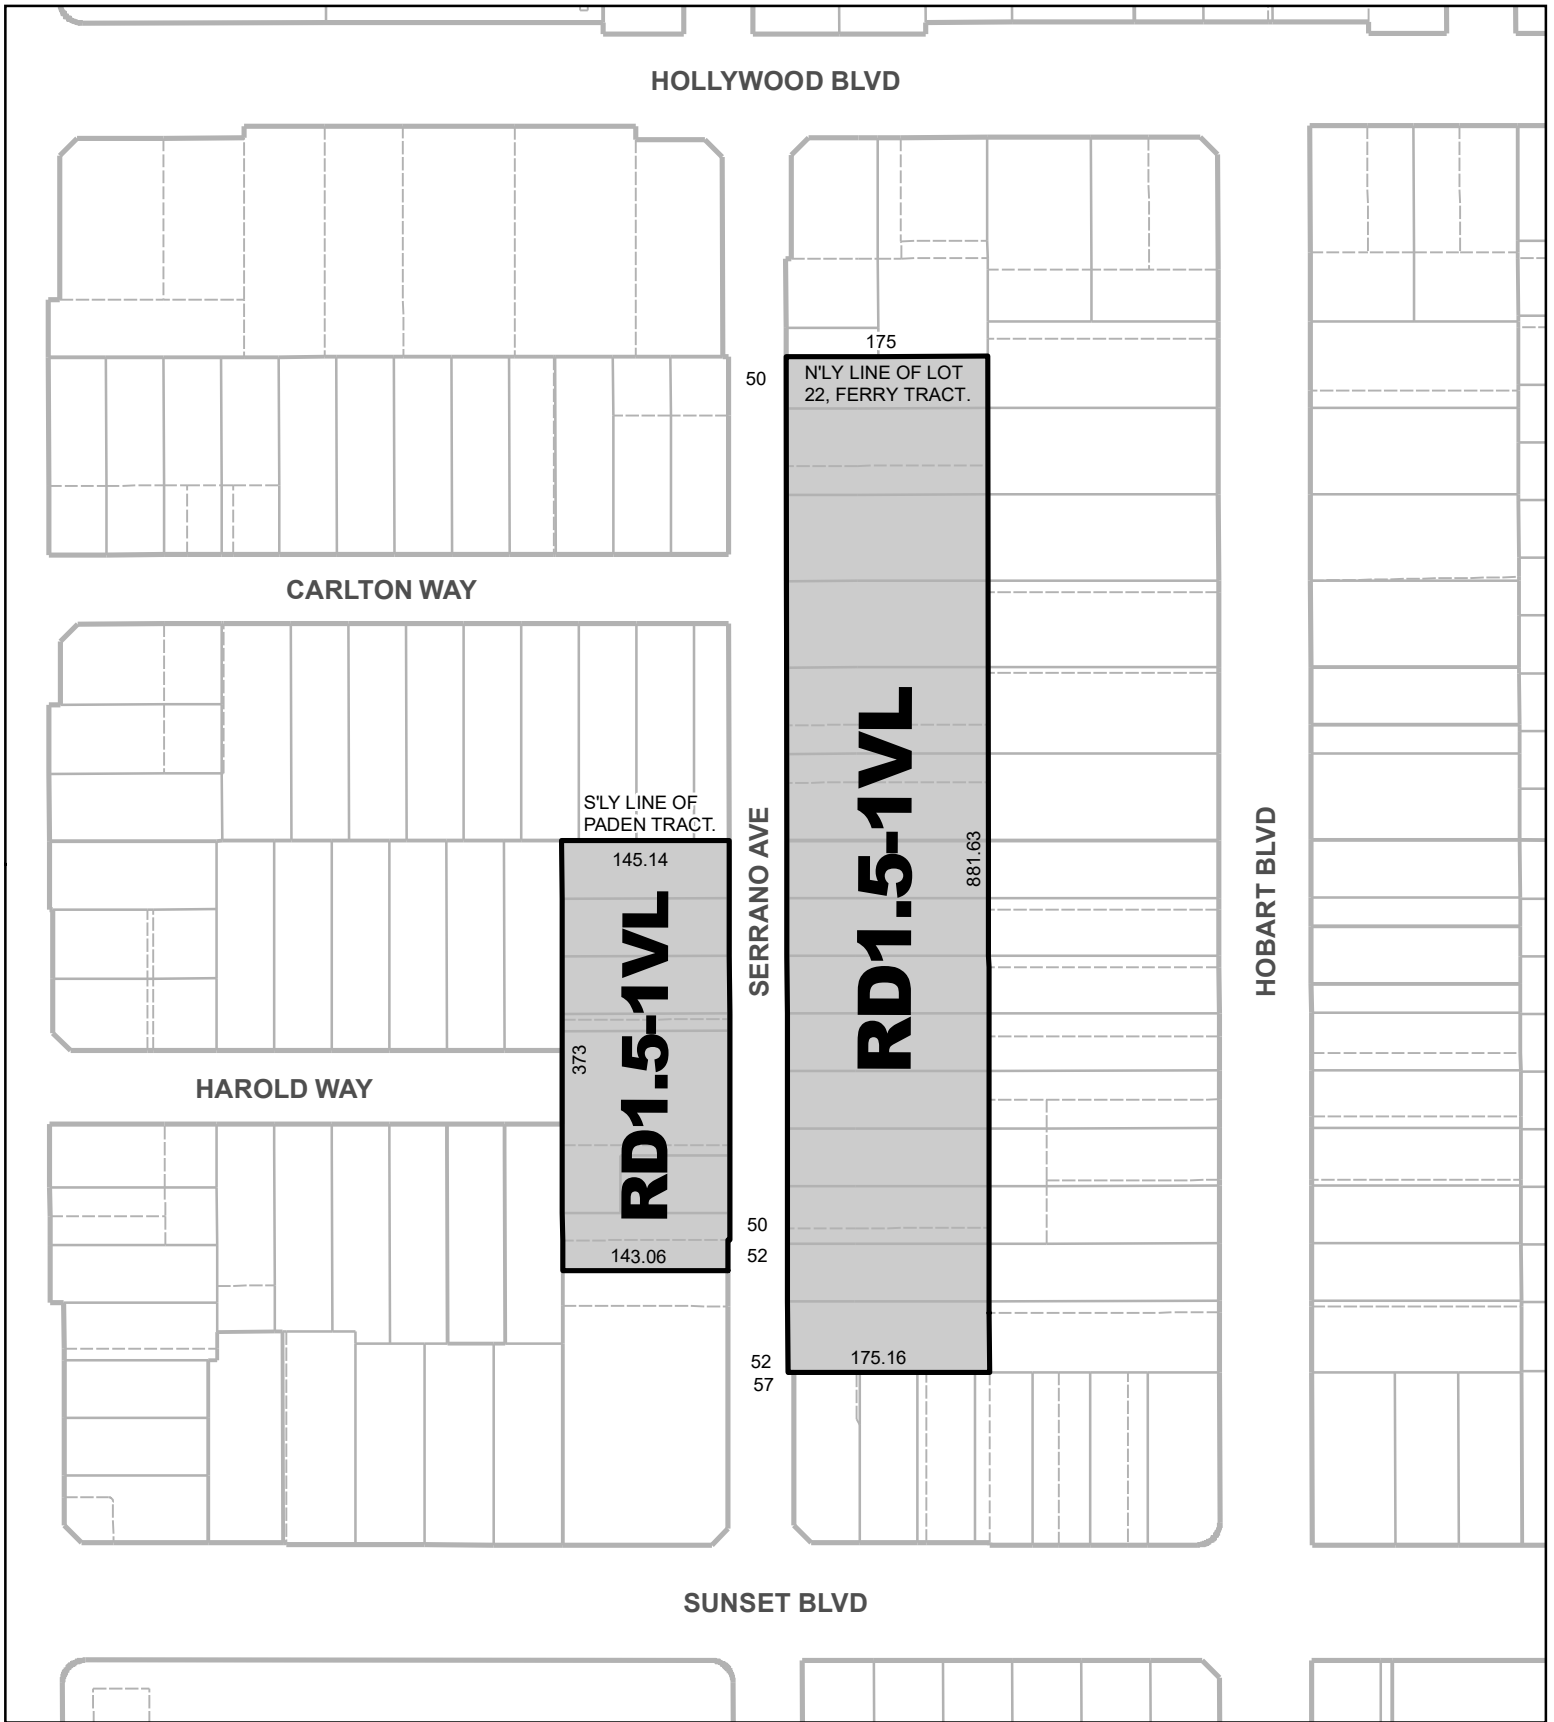 HOLLYWOOD BLVD
175
50
N'LY LINE OF LOT
22, FERRY TRACT.
CARLTON WAY
RD1.5-1VL
881.63
S'LY LINE OF
PADEN TRACT.
145.14
RD1.5-1VL
373
SERRANO AVE
HOBART BLVD
HAROLD WAY
50
52
143.06
52
57
175.16
SUNSET BLVD